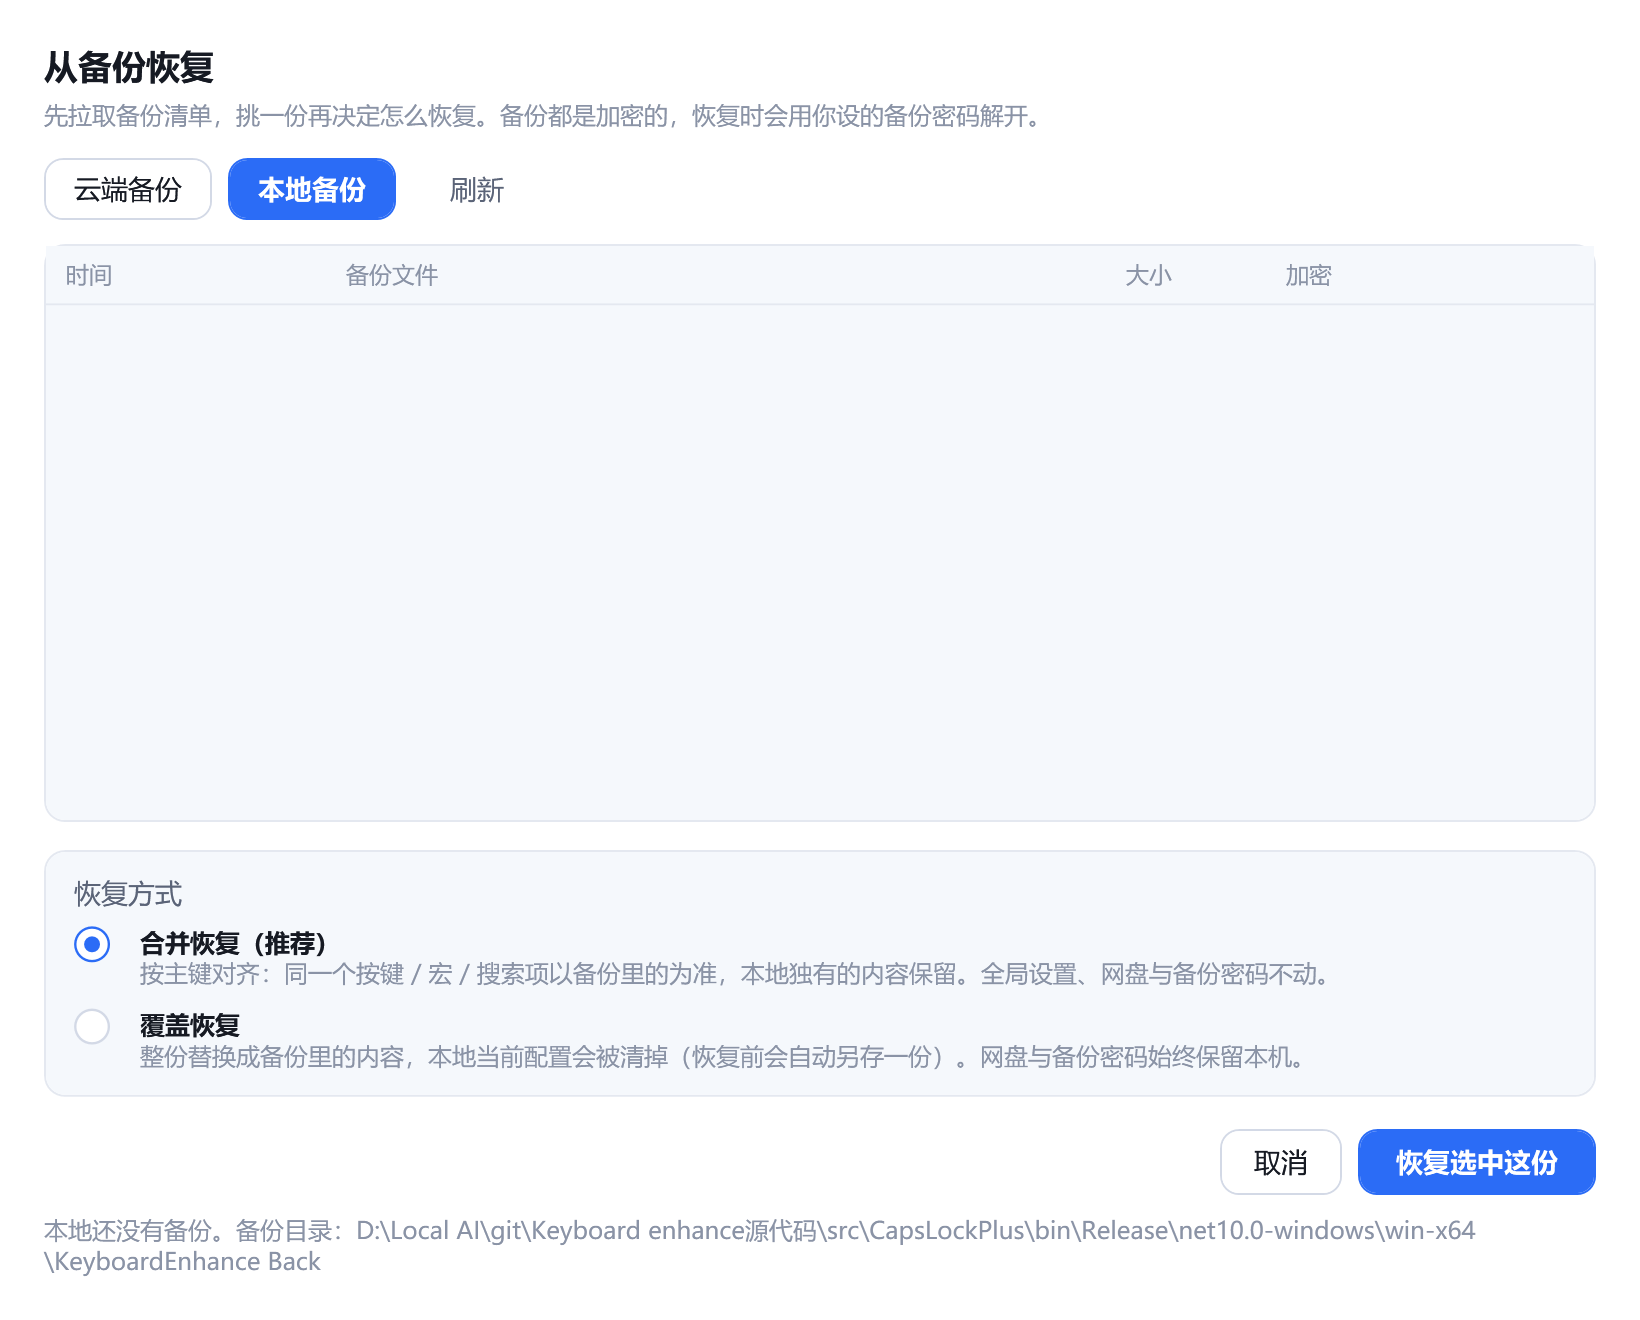 从备份恢复
先拉取备份清单，挑一份再决定怎么恢复。备份都是加密的，恢复时会用你设的备份密码解开。
云端备份 本地备份 刷新
时间 备份文件 大小 加密
恢复方式
合并恢复（推荐）
按主键对齐：同一个按键 / 宏 / 搜索项以备份里的为准，本地独有的内容保留。全局设置、网盘与备份密码不动。
覆盖恢复
整份替换成备份里的内容，本地当前配置会被清掉（恢复前会自动另存一份）。网盘与备份密码始终保留本机。
取消 恢复选中这份
本地还没有备份。备份目录：D:\Local AI\git\Keyboard enhance源代码\src\CapsLockPlus\bin\Release\net10.0-windows\win-x64
\KeyboardEnhance Back